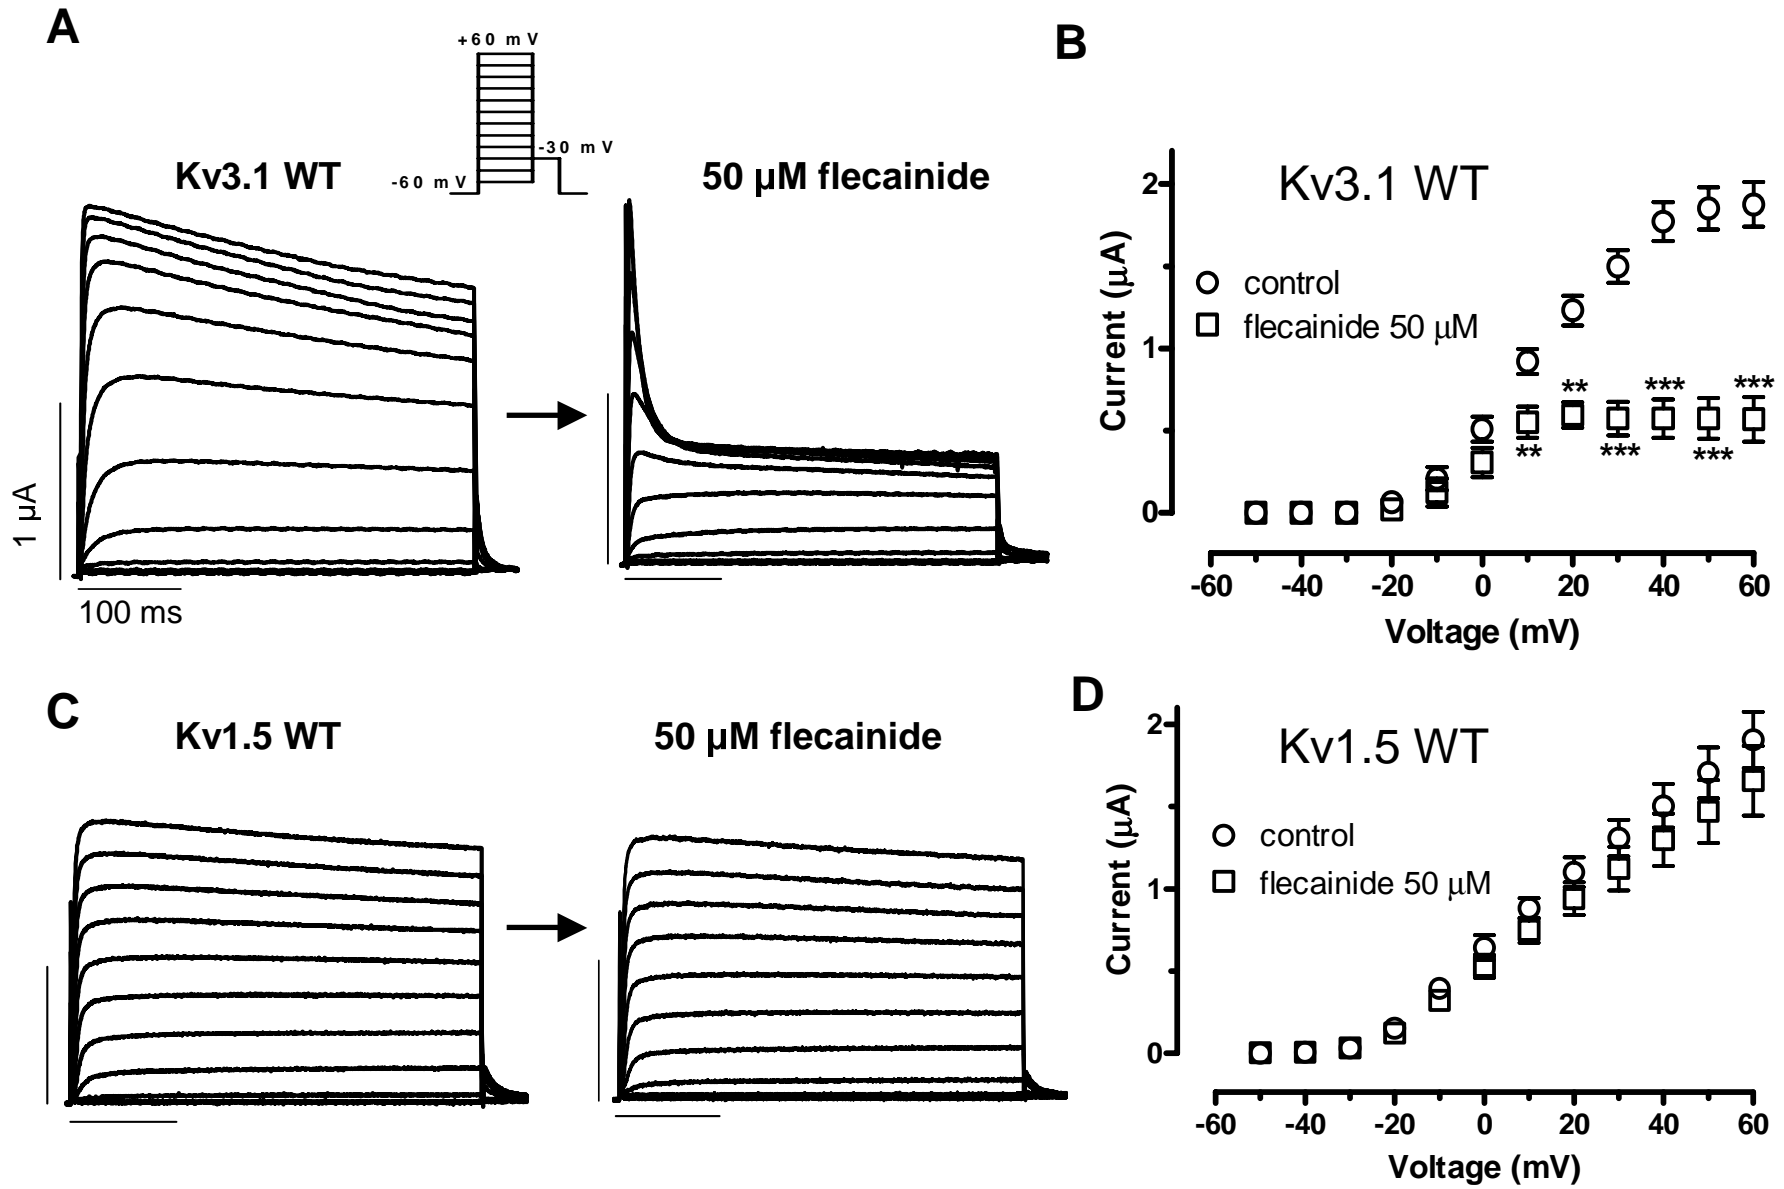 A
+60 mV
-30 mV
-60 mV
Kv3.1 WT
50 µM flecainide
1 µA
100 ms
B
Kv3.1 WT
control
flecainide 50 μM
Current (μA)
2
1
0
** ** *** *** *** ***
-60 -40 -20 0 20 40 60
Voltage (mV)
C
Kv1.5 WT
50 µM flecainide
D
Kv1.5 WT
control
flecainide 50 μM
Current (μA)
2
1
0
-60 -40 -20 0 20 40 60
Voltage (mV)